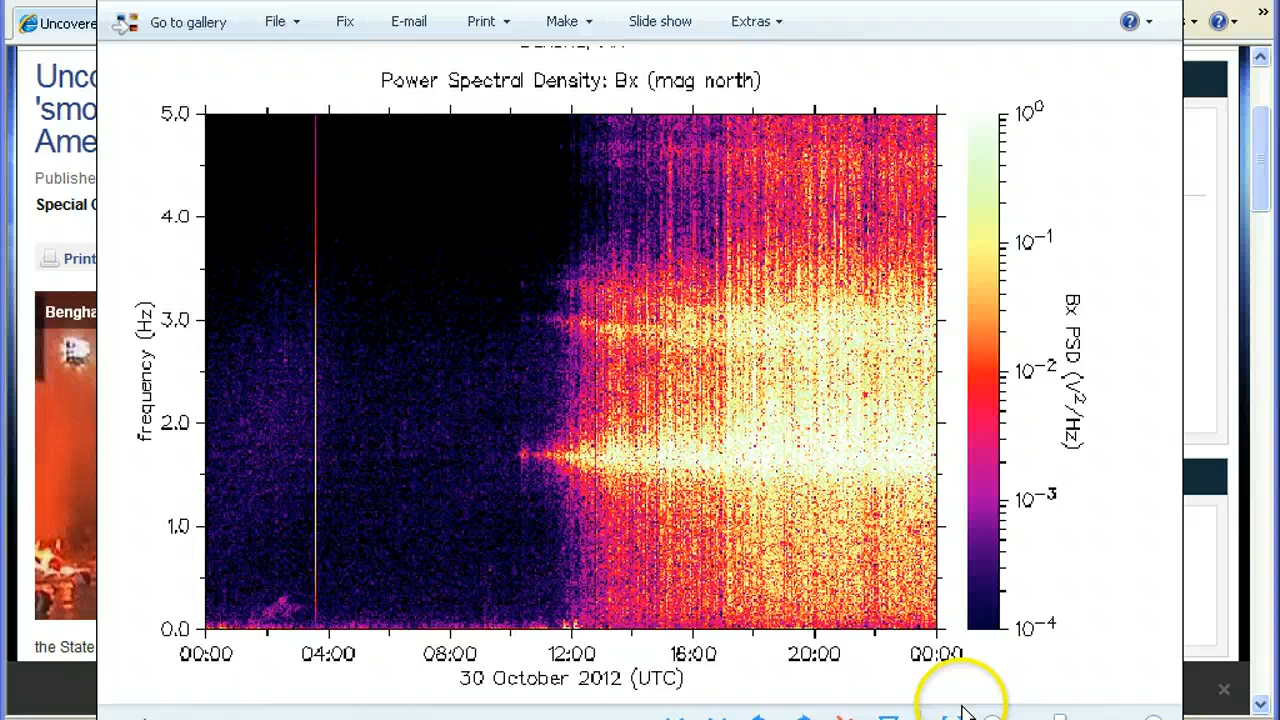 Uncovere
Go to gallery File Fix E-mail Print Make Slide show Extras
Unco
'smo
Ame
Publishe
Special C
Print
Bengha
the State
Power Spectral Density: Bx (mag north)
5.0
4.0
3.0
2.0
1.0
0.0
frequency (Hz)
00:00 04:00 08:00 12:00 16:00 20:00 00:00
30 October 2012 (UTC)
10⁰
10⁻¹
10⁻²
10⁻³
10⁻⁴
Bx PSD (V²/Hz)